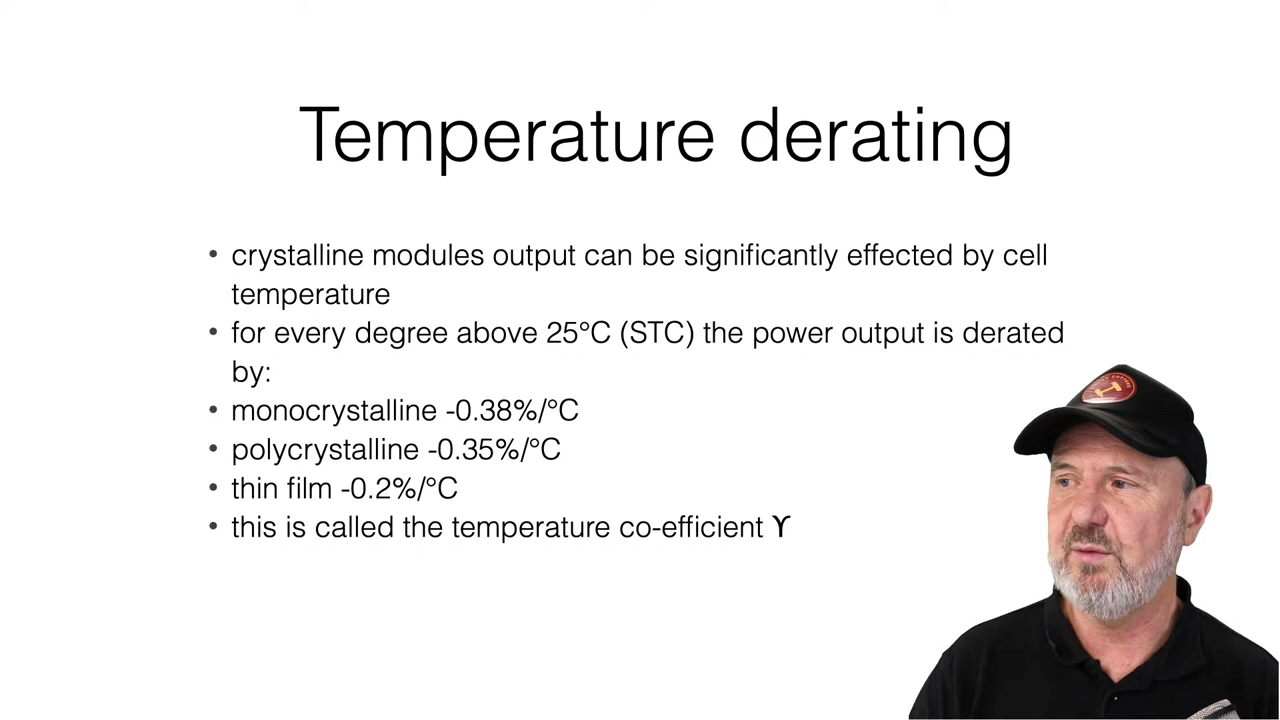 Temperature derating
• crystalline modules output can be significantly effected by cell
temperature
• for every degree above 25°C (STC) the power output is derated
by:
• monocrystalline -0.38%/°C
• polycrystalline -0.35%/°C
• thin film -0.2%/°C
• this is called the temperature co-efficient ϒ